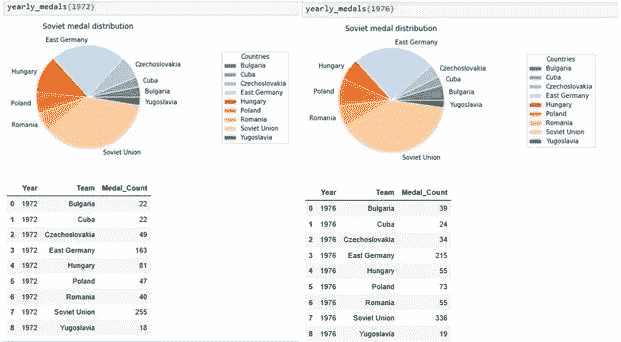 yearly_medals(1972)
Soviet medal distribution
East Germany
Czechoslovakia
Cuba
Bulgaria
Yugoslavia
Hungary
Poland
Romania
Soviet Union
Countries
Bulgaria
Cuba
Czechoslovakia
East Germany
Hungary
Poland
Romania
Soviet Union
Yugoslavia
Year Team Medal_Count
0 1972 Bulgaria 22
1 1972 Cuba 22
2 1972 Czechoslovakia 49
3 1972 East Germany 163
4 1972 Hungary 81
5 1972 Poland 47
6 1972 Romania 40
7 1972 Soviet Union 255
8 1972 Yugoslavia 18
yearly_medals(1976)
Soviet medal distribution
East Germany
Czechoslovakia
Cuba
Bulgaria
Yugoslavia
Hungary
Poland
Romania
Soviet Union
Countries
Bulgaria
Cuba
Czechoslovakia
East Germany
Hungary
Poland
Romania
Soviet Union
Yugoslavia
Year Team Medal_Count
0 1976 Bulgaria 39
1 1976 Cuba 24
2 1976 Czechoslovakia 34
3 1976 East Germany 215
4 1976 Hungary 55
5 1976 Poland 73
6 1976 Romania 55
7 1976 Soviet Union 336
8 1976 Yugoslavia 19